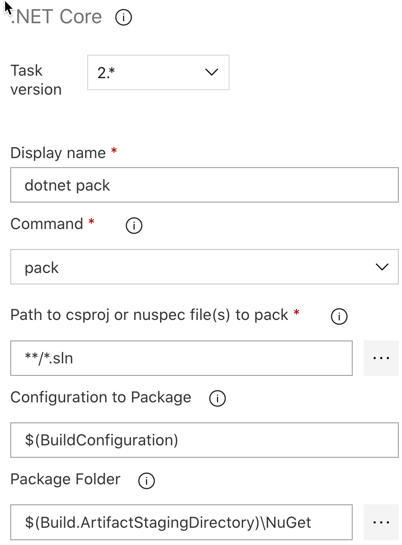 .NET Core
Task
version
2.*
Display name *
dotnet pack
Command *
pack
Path to csproj or nuspec file(s) to pack *
**/*.sln
...
Configuration to Package
$(BuildConfiguration)
Package Folder
$(Build.ArtifactStagingDirectory)\NuGet
...